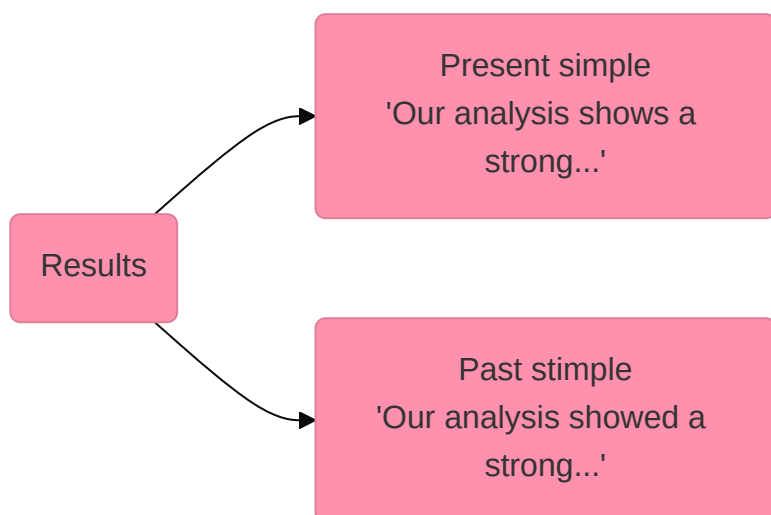 Present simple
'Our analysis shows a
strong...'
Results
Past stimple
'Our analysis showed a
strong...'